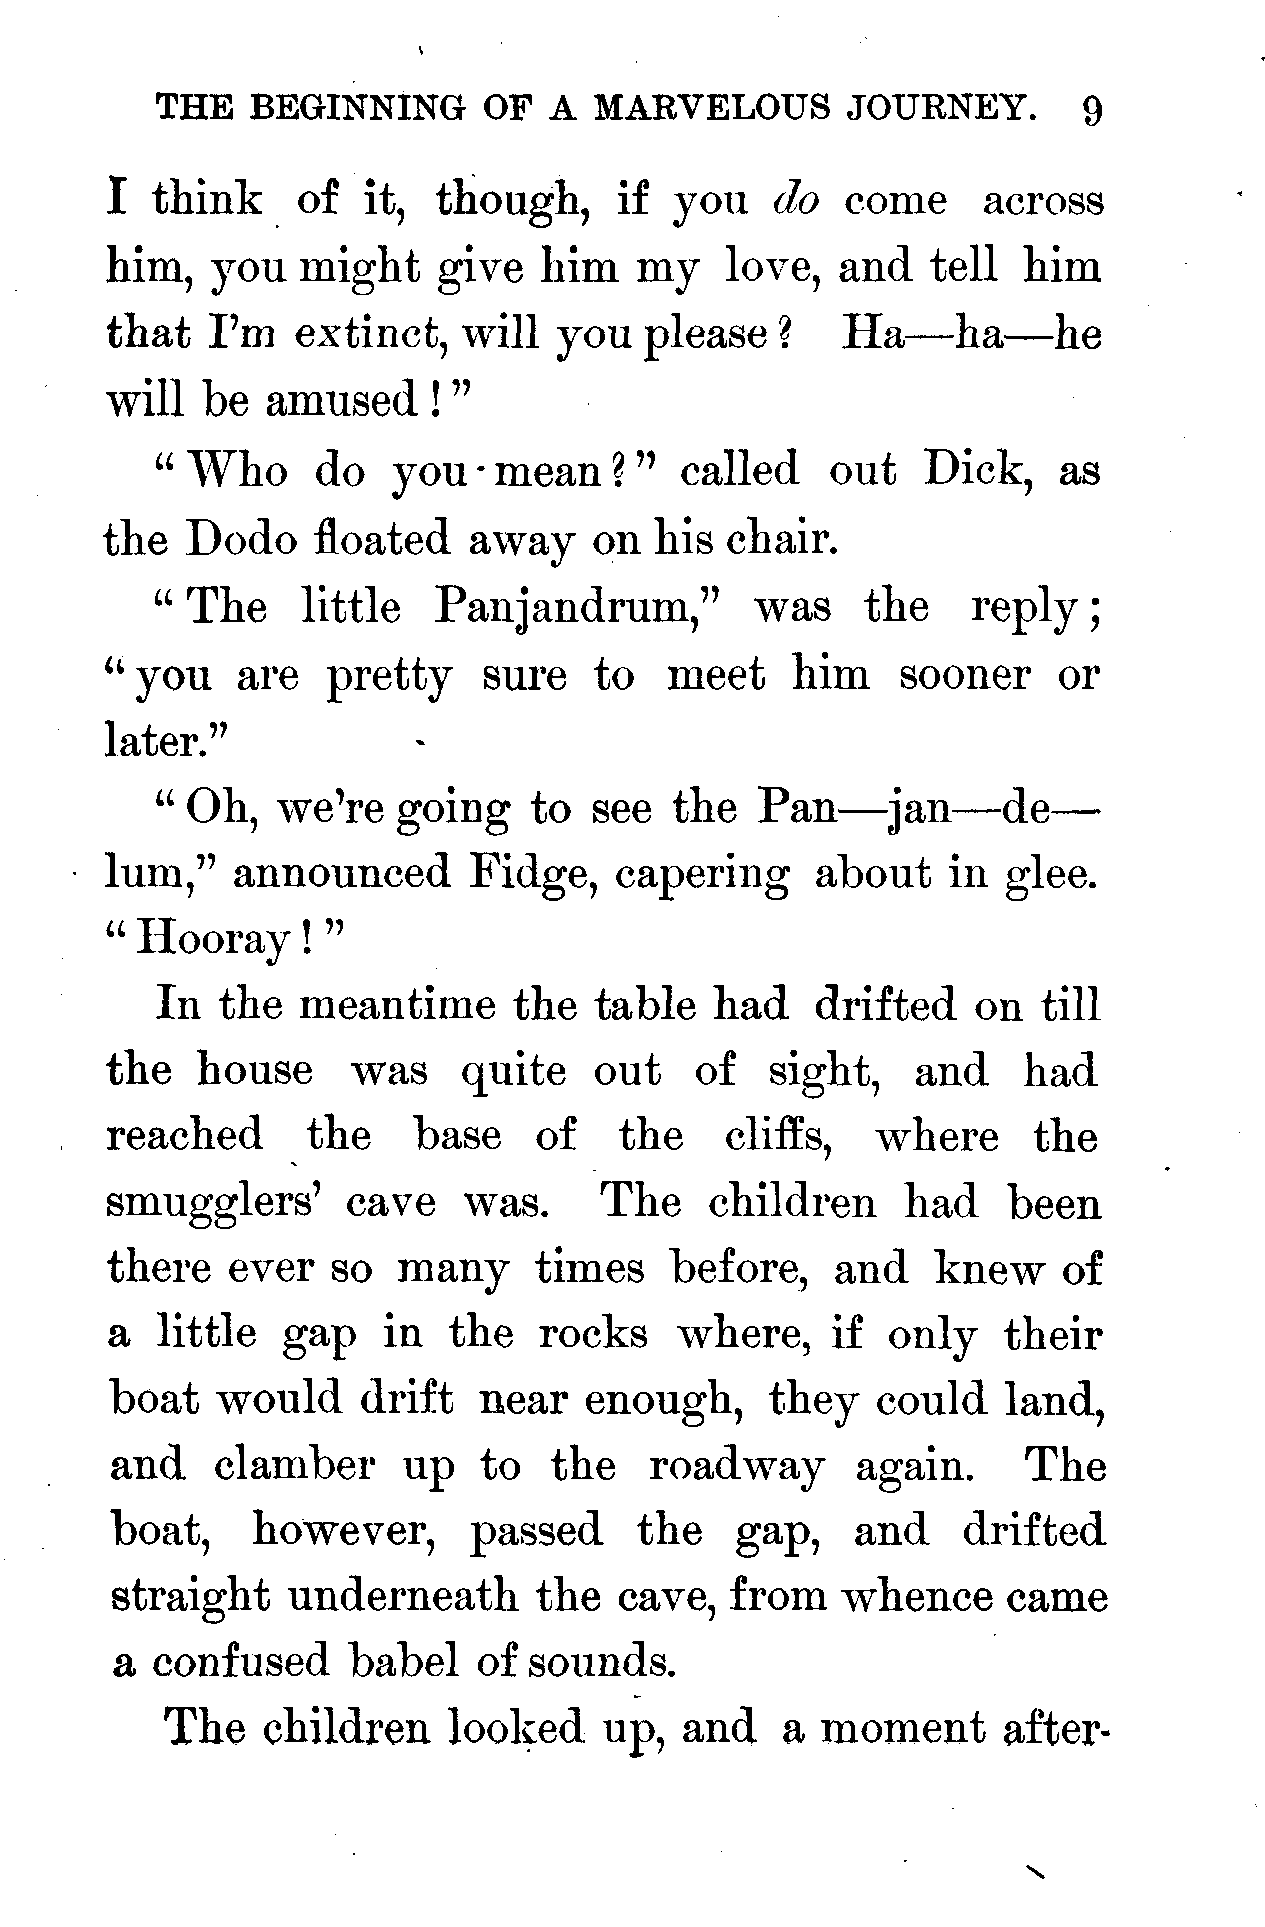 THE BEGINNING OF A MARVELOUS JOURNEY. 9
I think of it, though, if you do come across
him, you might give him my love, and tell him
that I'm extinct, will you please? Ha—ha—he
will be amused!"
"Who do you mean?" called out Dick, as
the Dodo floated away on his chair.
"The little Panjandrum," was the reply;
"you are pretty sure to meet him sooner or
later."
"Oh, we're going to see the Pan—jan—de—
lum," announced Fidge, capering about in glee.
"Hooray!"
In the meantime the table had drifted on till
the house was quite out of sight, and had
reached the base of the cliffs, where the
smugglers' cave was. The children had been
there ever so many times before, and knew of
a little gap in the rocks where, if only their
boat would drift near enough, they could land,
and clamber up to the roadway again. The
boat, however, passed the gap, and drifted
straight underneath the cave, from whence came
a confused babel of sounds.
The children looked up, and a moment after-